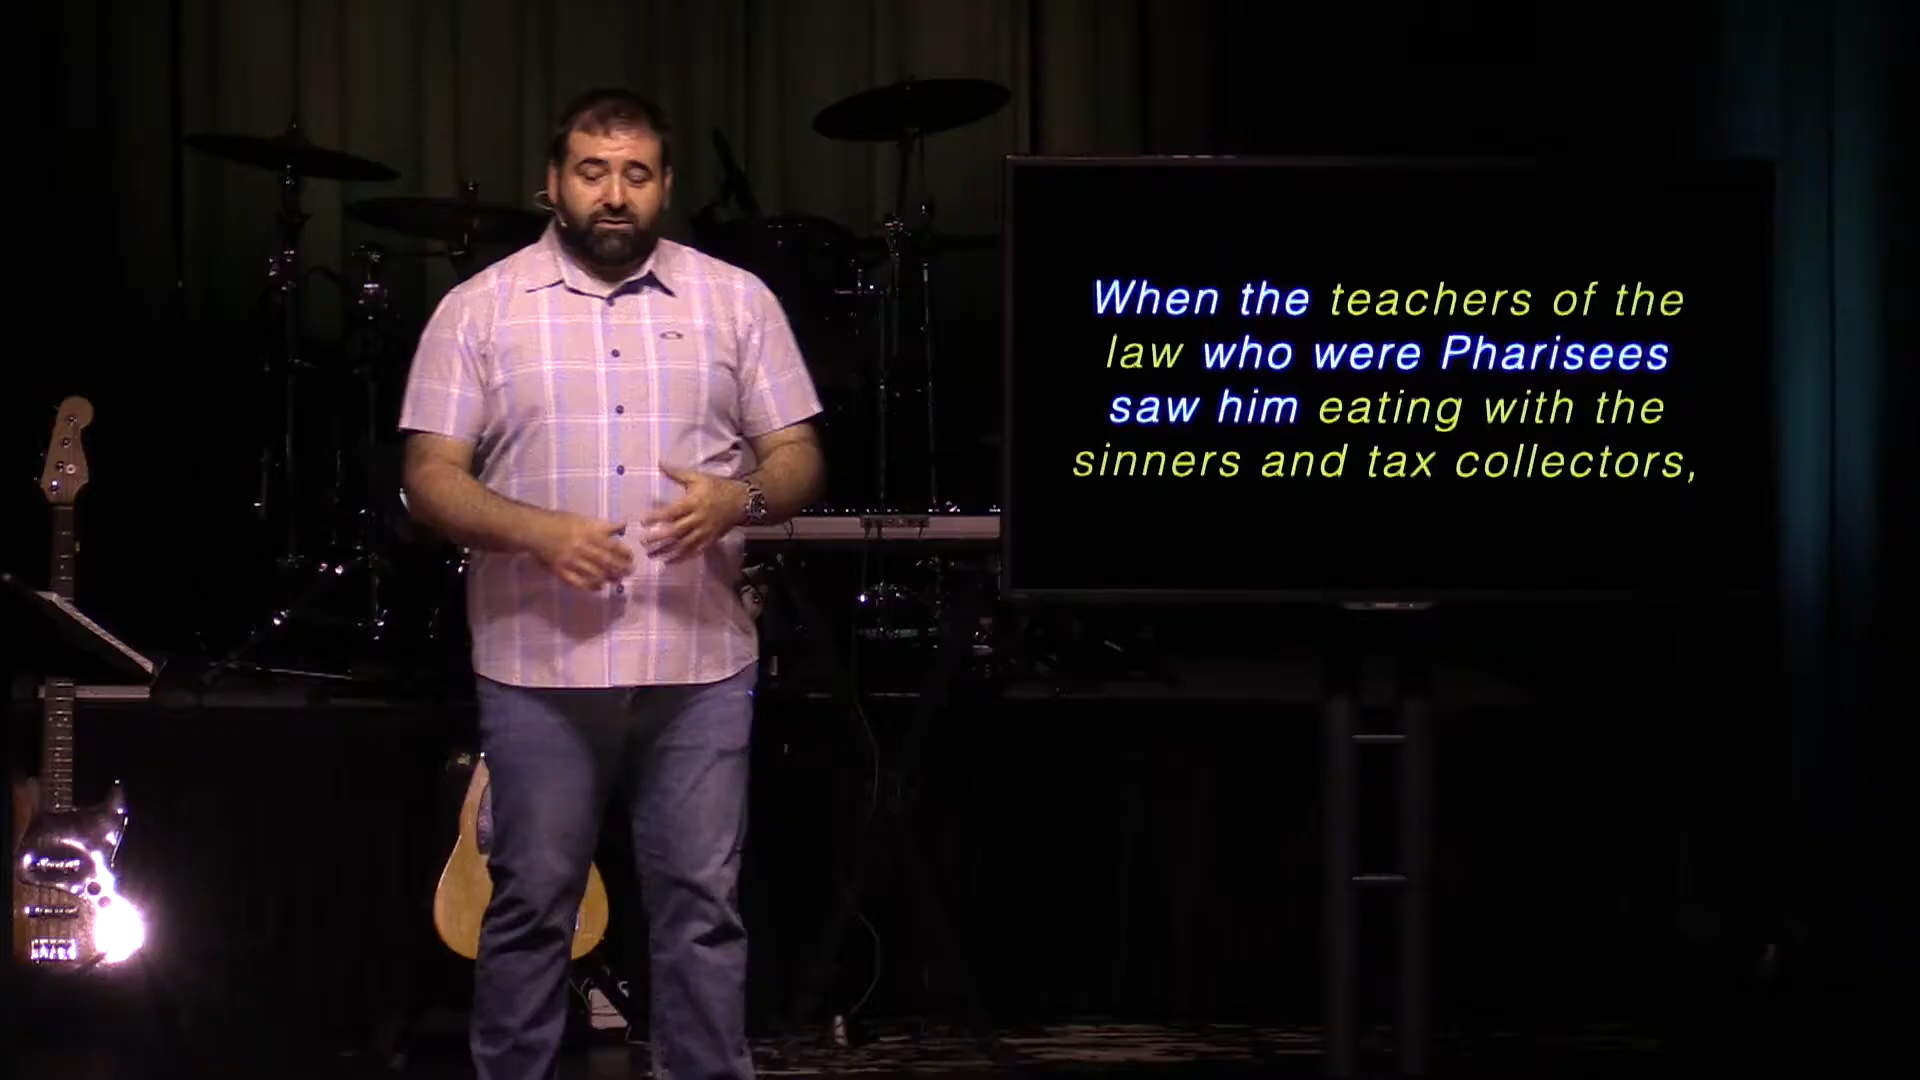 When the teachers of the
law who were Pharisees
saw him eating with the
sinners and tax collectors,